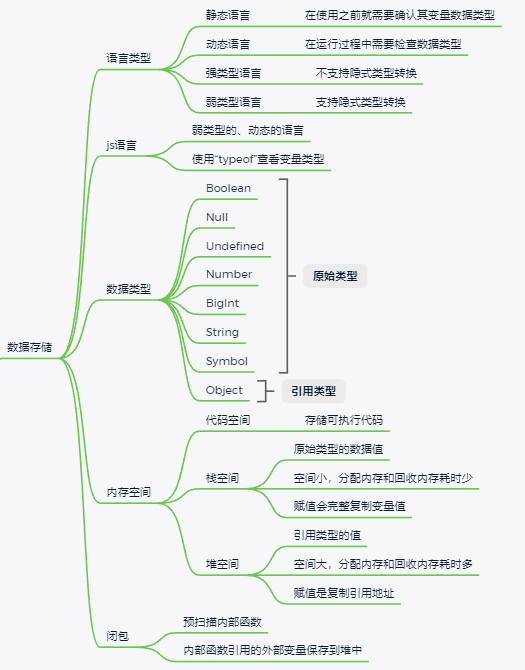 静态语言 在使用之前就需要确认其变量数据类型
动态语言 在运行过程中需要检查数据类型
语言类型
强类型语言 不支持隐式类型转换
弱类型语言 支持隐式类型转换
弱类型的、动态的语言
js语言
使用“typeof”查看变量类型
Boolean
Null
Undefined
Number
原始类型
数据类型
BigInt
String
数据存储
Symbol
Object
引用类型
代码空间 存储可执行代码
原始类型的数据值
栈空间
空间小，分配内存和回收内存耗时少
内存空间
赋值会完整复制变量值
引用类型的值
堆空间
空间大，分配内存和回收内存耗时多
赋值是复制引用地址
预扫描内部函数
闭包
内部函数引用的外部变量保存到堆中